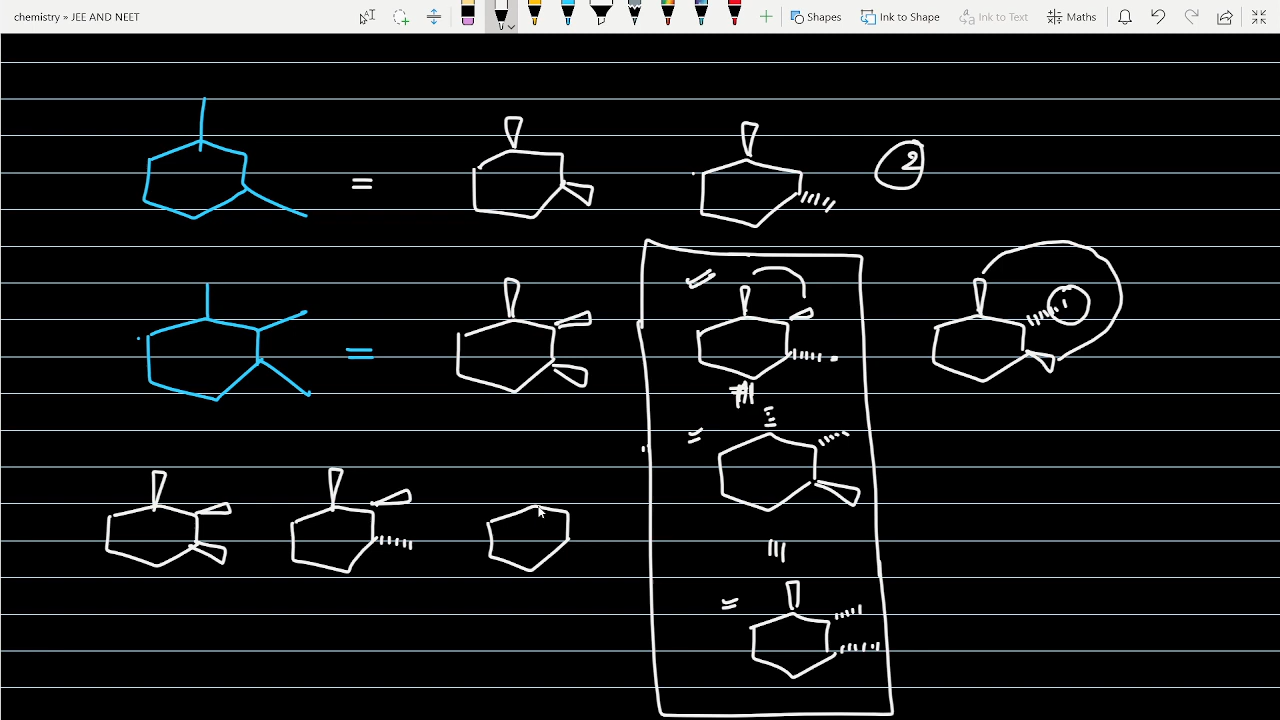 chemistry » JEE AND NEET
Shapes
Ink to Shape
Ink to Text
Maths
=
2
=
=
=